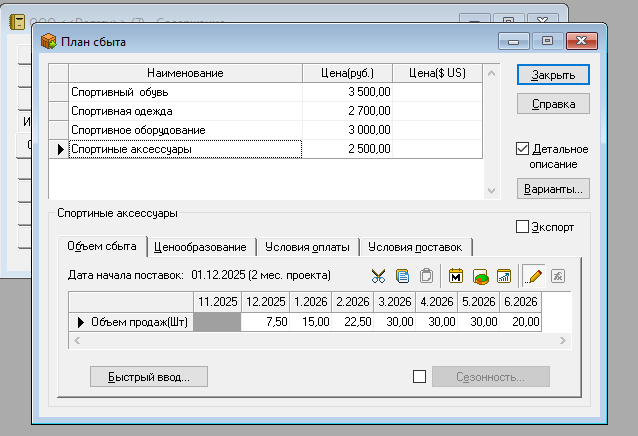 План сбыта
Наименование Цена(руб.) Цена($ US)
Спортивный обувь 3 500,00
Спортивная одежда 2 700,00
Спортивное оборудование 3 000,00
Спортиные аксессуары 2 500,00
Закрыть
Справка
Детальное
описание
Варианты...
Спортиные аксессуары
Экспорт
Объем сбыта Ценообразование Условия оплаты Условия поставок
Дата начала поставок: 01.12.2025 (2 мес. проекта)
11.2025 12.2025 1.2026 2.2026 3.2026 4.2026 5.2026 6.2026
Объем продаж(Шт) 7,50 15,00 22,50 30,00 30,00 30,00 20,00
Быстрый ввод...
Сезонность...